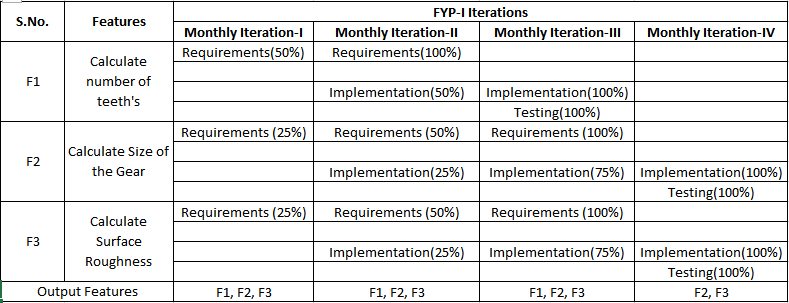 S.No. Features FYP-I Iterations
Monthly Iteration-I Monthly Iteration-II Monthly Iteration-III Monthly Iteration-IV
F1 Calculate number of teeth's
Requirements(50%) Requirements(100%)
Implementation(50%) Implementation(100%)
Testing(100%)
F2 Calculate Size of the Gear
Requirements (25%) Requirements (50%) Requirements (100%)
Implementation(25%) Implementation(75%) Implementation(100%)
Testing(100%)
F3 Calculate Surface Roughness
Requirements (25%) Requirements (50%) Requirements (100%)
Implementation(25%) Implementation(75%) Implementation(100%)
Testing(100%)
Output Features F1, F2, F3 F1, F2, F3 F1, F2, F3 F2, F3